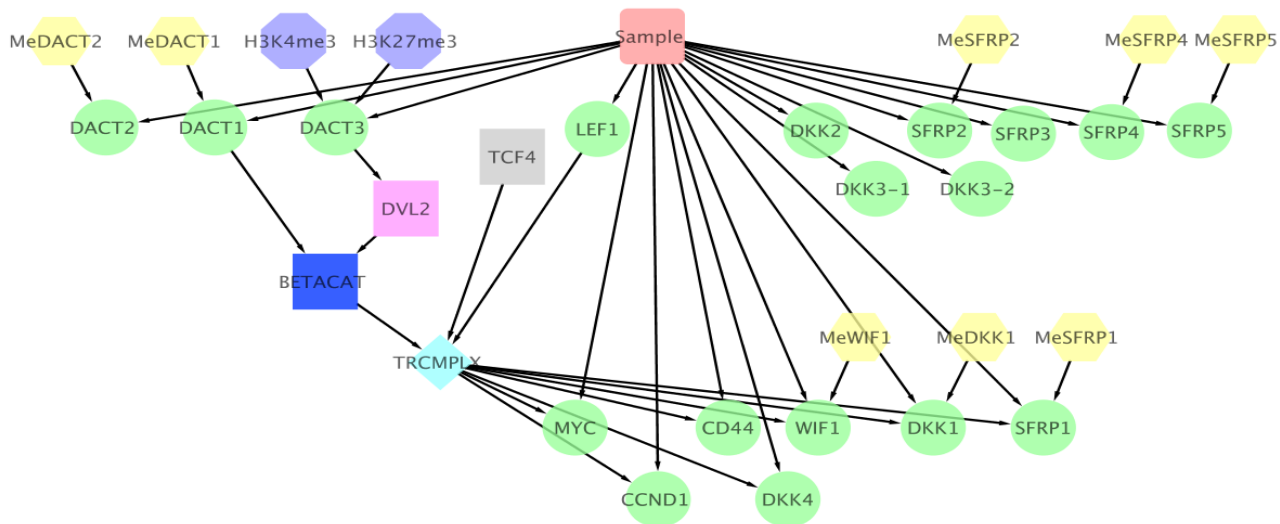 Sample
MeDACT2
MeDACT1
H3K4me3
H3K27me3
MeSFRP2
MeSFRP4
MeSFRP5
DACT2
DACT1
DACT3
LEF1
DKK2
SFRP2
SFRP3
SFRP4
SFRP5
TCF4
DKK3-1
DKK3-2
DVL2
BETACAT
MeWIF1
MeDKK1
MeSFRP1
TRCMPLX
MYC
CD44
WIF1
DKK1
SFRP1
CCND1
DKK4